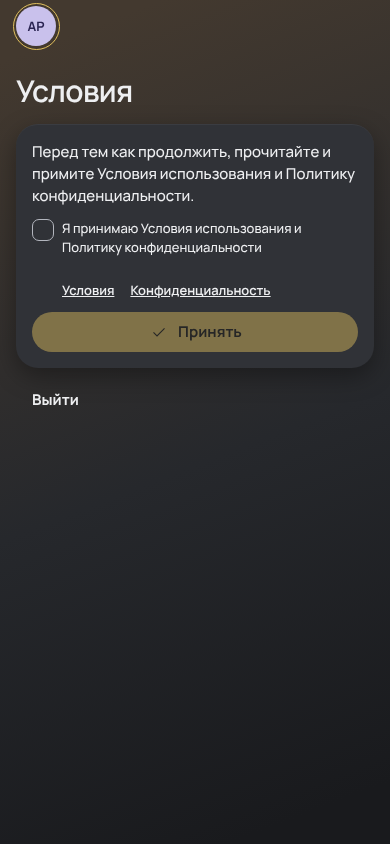 AP
Условия
Перед тем как продолжить, прочитайте и
примите Условия использования и Политику
конфиденциальности.
Я принимаю Условия использования и
Политику конфиденциальности
Условия Конфиденциальность
Принять
Выйти